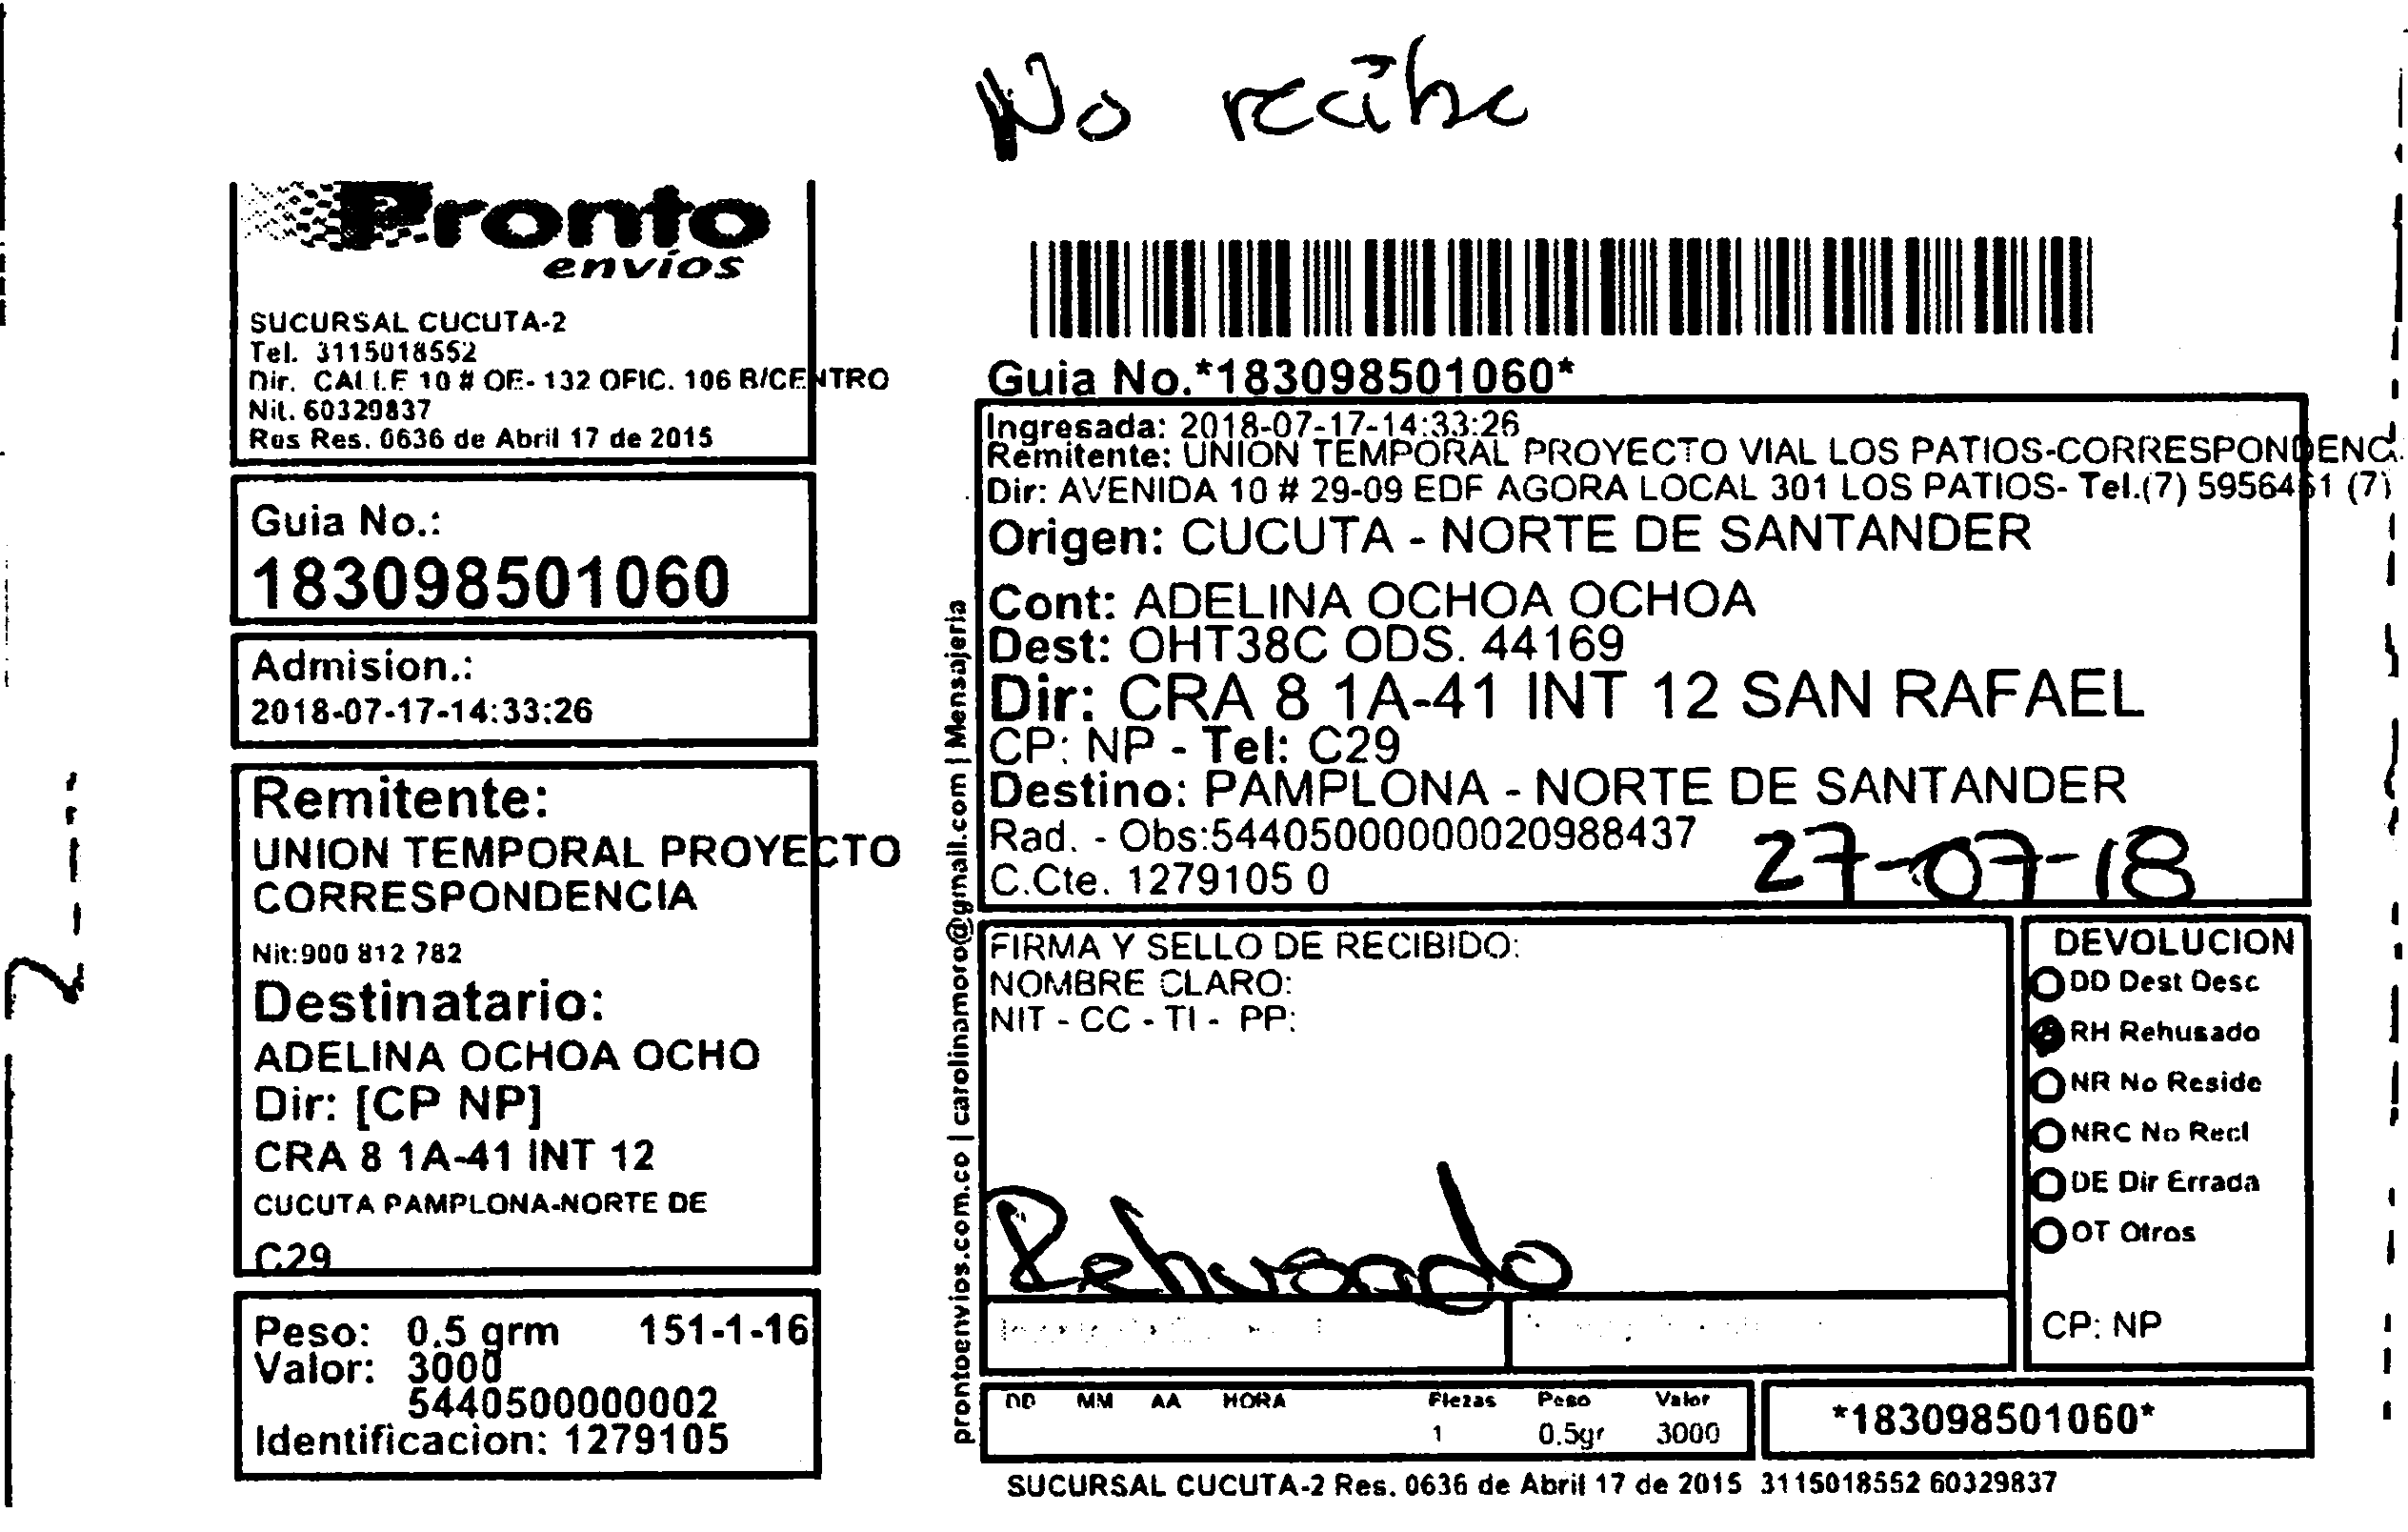 No recibe
Pronto
envíos
SUCURSAL CUCUTA-2
Tel. 3115018552
Dir. CALLE 10 # OE- 132 OFIC. 106 B/CENTRO
Nit. 60329837
Ros Res. 0636 de Abril 17 de 2015
Guia No.:
183098501060
Admision.:
2018-07-17-14:33:26
Remitente:
UNION TEMPORAL PROYECTO
CORRESPONDENCIA
Nit:900 812 782
Destinatario:
ADELINA OCHOA OCHO
Dir: [CP NP]
CRA 8 1A-41 INT 12
CUCUTA PAMPLONA-NORTE DE
C29
Peso: 0.5 grm 151-1-16
Valor: 3000
5440500000002
Identificacion: 1279105
prontoenvios.com.co | carolinamoro@gmail.com | Mensajeria
Guia No.*183098501060*
Ingresada: 2018-07-17-14:33:26
Remitente: UNION TEMPORAL PROYECTO VIAL LOS PATIOS-CORRESPONDENC
Dir: AVENIDA 10 # 29-09 EDF AGORA LOCAL 301 LOS PATIOS- Tel.(7) 5956461 (7)
Origen: CUCUTA - NORTE DE SANTANDER
Cont: ADELINA OCHOA OCHOA
Dest: OHT38C ODS. 44169
Dir: CRA 8 1A-41 INT 12 SAN RAFAEL
CP: NP - Tel: C29
Destino: PAMPLONA - NORTE DE SANTANDER
Rad. - Obs:544050000000020988437
C.Cte. 1279105 0
27-07-18
FIRMA Y SELLO DE RECIBIDO:
NOMBRE CLARO:
NIT - CC - TI - PP:
Rehusado
DEVOLUCION
DD Dest Desc
RH Rehusado
NR No Reside
NRC No Recl
DE Dir Errada
OT Otros
CP: NP
DD MM AA HORA Piezas Peso Valor
1 0.5gr 3000
*183098501060*
SUCURSAL CUCUTA-2 Res. 0636 de Abril 17 de 2015 3115018552 60329837